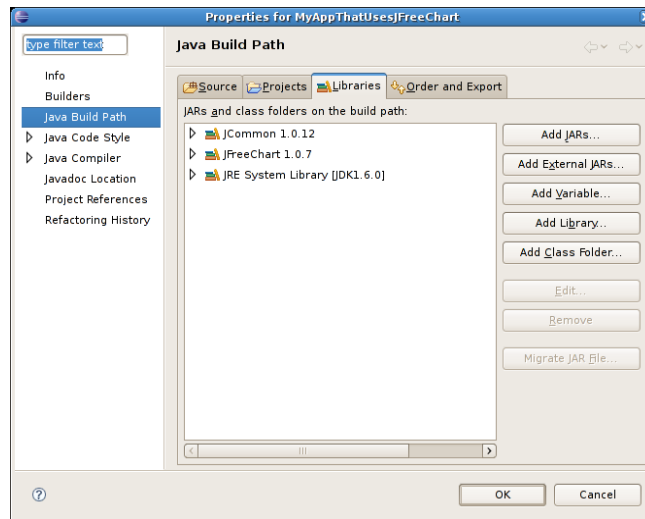 Properties for MyAppThatUsesJFreeChart
type filter text
Java Build Path
Info
Builders
Java Build Path
Java Code Style
Java Compiler
Javadoc Location
Project References
Refactoring History
Source Projects Libraries Order and Export
JARs and class folders on the build path:
JCommon 1.0.12
JFreeChart 1.0.7
JRE System Library [JDK1.6.0]
Add JARs...
Add External JARs...
Add Variable...
Add Library...
Add Class Folder...
Edit...
Remove
Migrate JAR File...
OK Cancel